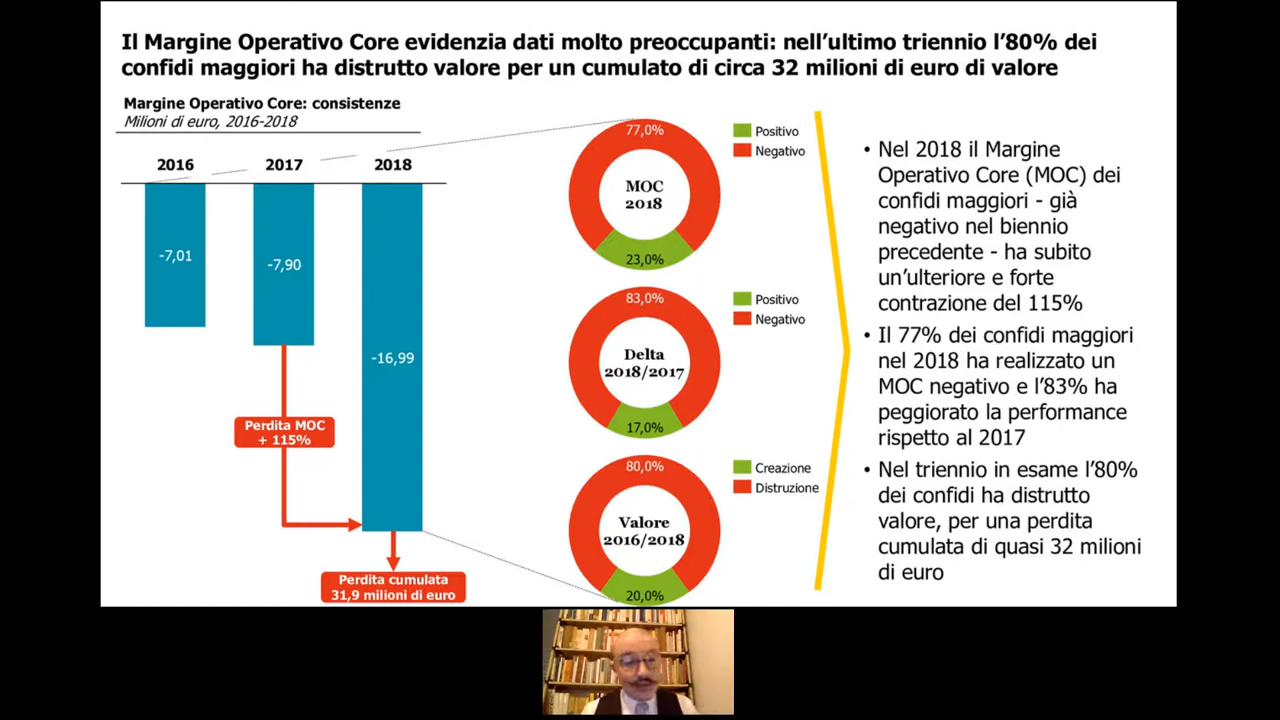 Il Margine Operativo Core evidenzia dati molto preoccupanti: nell'ultimo triennio l'80% dei
confidi maggiori ha distrutto valore per un cumulato di circa 32 milioni di euro di valore
Margine Operativo Core: consistenze
Milioni di euro, 2016-2018
2016
2017
2018
-7,01
-7,90
-16,99
Perdita MOC
+ 115%
Perdita cumulata
31,9 milioni di euro
77,0%
MOC
2018
23,0%
Positivo
Negativo
83,0%
Delta
2018/2017
17,0%
Positivo
Negativo
80,0%
Valore
2016/2018
20,0%
Creazione
Distruzione
• Nel 2018 il Margine
Operativo Core (MOC) dei
confidi maggiori - già
negativo nel biennio
precedente - ha subito
un'ulteriore e forte
contrazione del 115%
• Il 77% dei confidi maggiori
nel 2018 ha realizzato un
MOC negativo e l'83% ha
peggiorato la performance
rispetto al 2017
• Nel triennio in esame l'80%
dei confidi ha distrutto
valore, per una perdita
cumulata di quasi 32 milioni
di euro